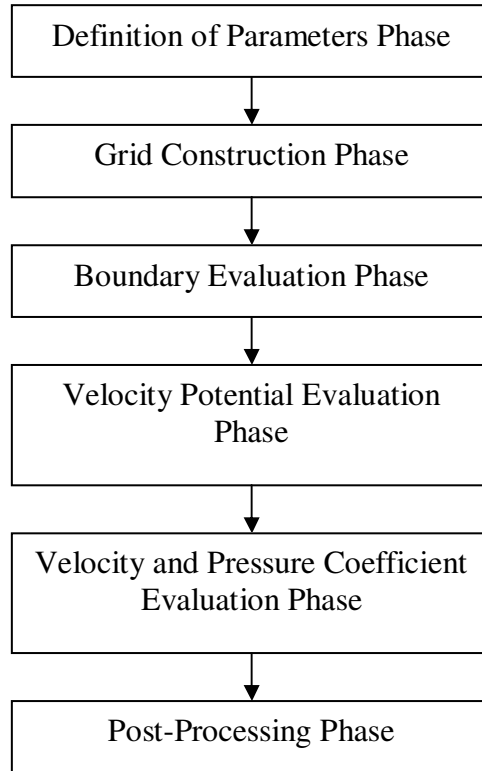 Definition of Parameters Phase
Grid Construction Phase
Boundary Evaluation Phase
Velocity Potential Evaluation
Phase
Velocity and Pressure Coefficient
Evaluation Phase
Post-Processing Phase